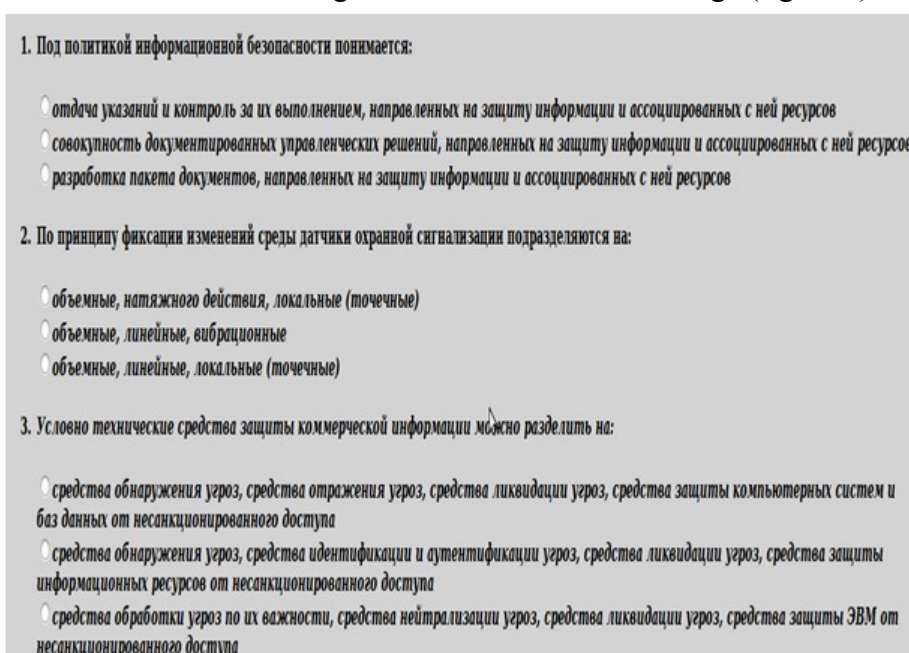 1. Под политикой информационной безопасности понимается:
отдача указаний и контроль за их выполнением, направленных на защиту информации и ассоциированных с ней ресурсов
совокупность документированных управленческих решений, направленных на защиту информации и ассоциированных с ней ресурсов
разработка пакета документов, направленных на защиту информации и ассоциированных с ней ресурсов
2. По принципу фиксации изменений среды датчики охранной сигнализации подразделяются на:
объемные, натяжного действия, локальные (точечные)
объемные, линейные, вибрационные
объемные, линейные, локальные (точечные)
3. Условно технические средства защиты коммерческой информации можно разделить на:
средства обнаружения угроз, средства отражения угроз, средства ликвидации угроз, средства защиты компьютерных систем и
баз данных от несанкционированного доступа
средства обнаружения угроз, средства идентификации и аутентификации угроз, средства ликвидации угроз, средства защиты
информационных ресурсов от несанкционированного доступа
средства обработки угроз по их важности, средства нейтрализации угроз, средства ликвидации угроз, средства защиты ЭВМ от
несанкционированного доступа